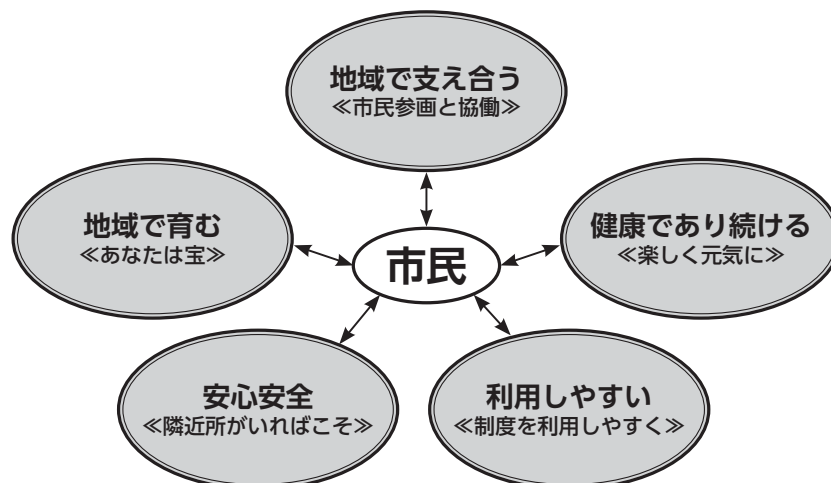 地域で支え合う
≪市民参画と協働≫
地域で育む
≪あなたは宝≫
健康であり続ける
≪楽しく元気に≫
市民
安心安全
≪隣近所がいればこそ≫
利用しやすい
≪制度を利用しやすく≫